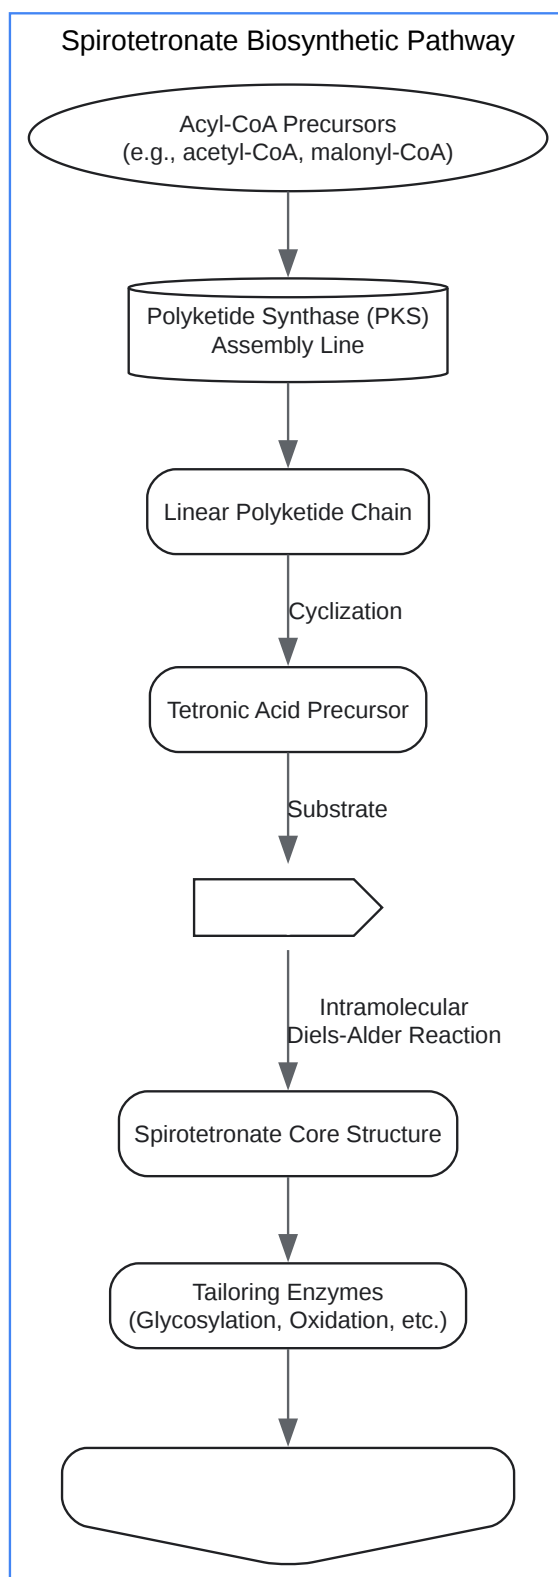 Spirotetronate Biosynthetic Pathway
Acyl-CoA Precursors
(e.g., acetyl-CoA, malonyl-CoA)
Polyketide Synthase (PKS)
Assembly Line
Linear Polyketide Chain
Cyclization
Tetronic Acid Precursor
Substrate
Intramolecular
Diels-Alder Reaction
Spirotetronate Core Structure
Tailoring Enzymes
(Glycosylation, Oxidation, etc.)